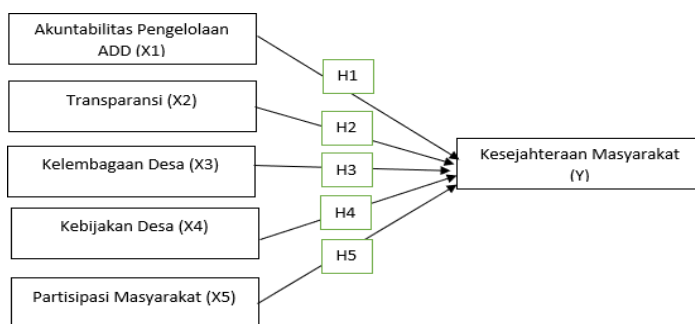 Akuntabilitas Pengelolaan
ADD (X1)
H1
Transparansi (X2)
H2
Kelembagaan Desa (X3)
H3
Kesejahteraan Masyarakat
(Y)
Kebijakan Desa (X4)
H4
H5
Partisipasi Masyarakat (X5)